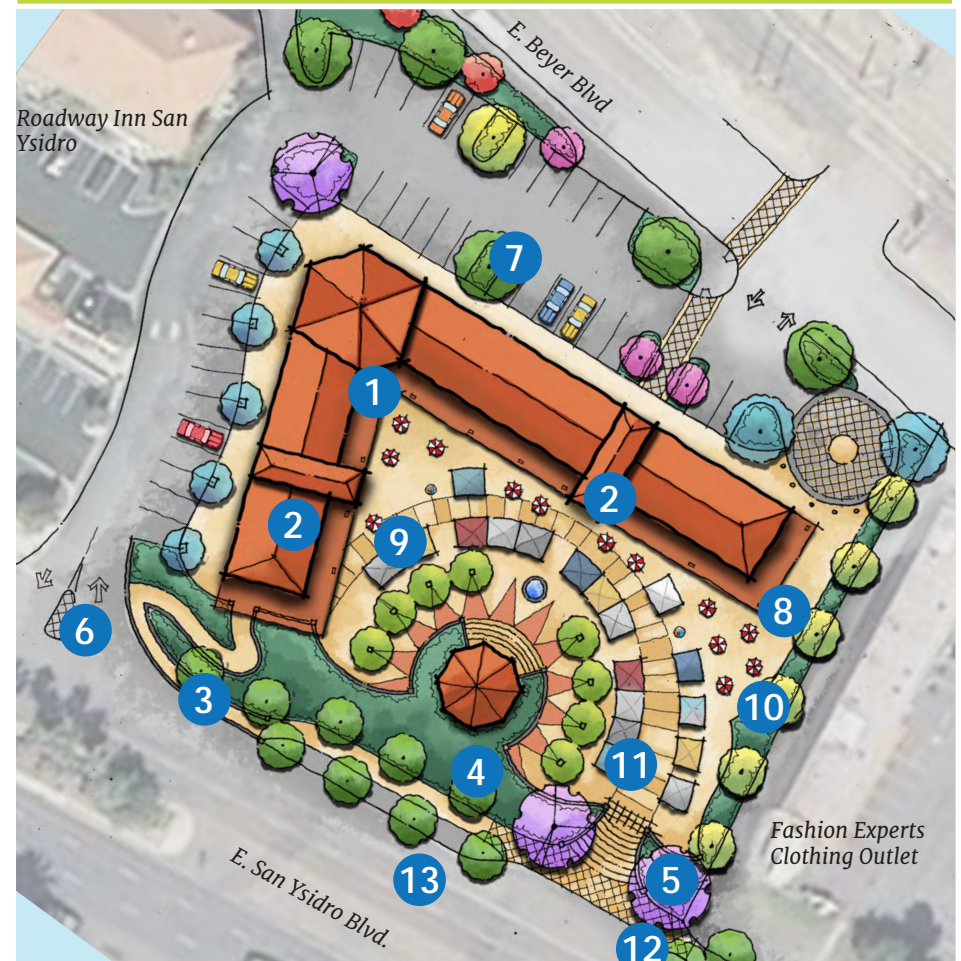 E. Beyer Blvd
Roadway Inn San
Ysidro
7
1
2
2
9
8
6
3
10
11
4
Fashion Experts
Clothing Outlet
5
13
E. San Ysidro Blvd.
12